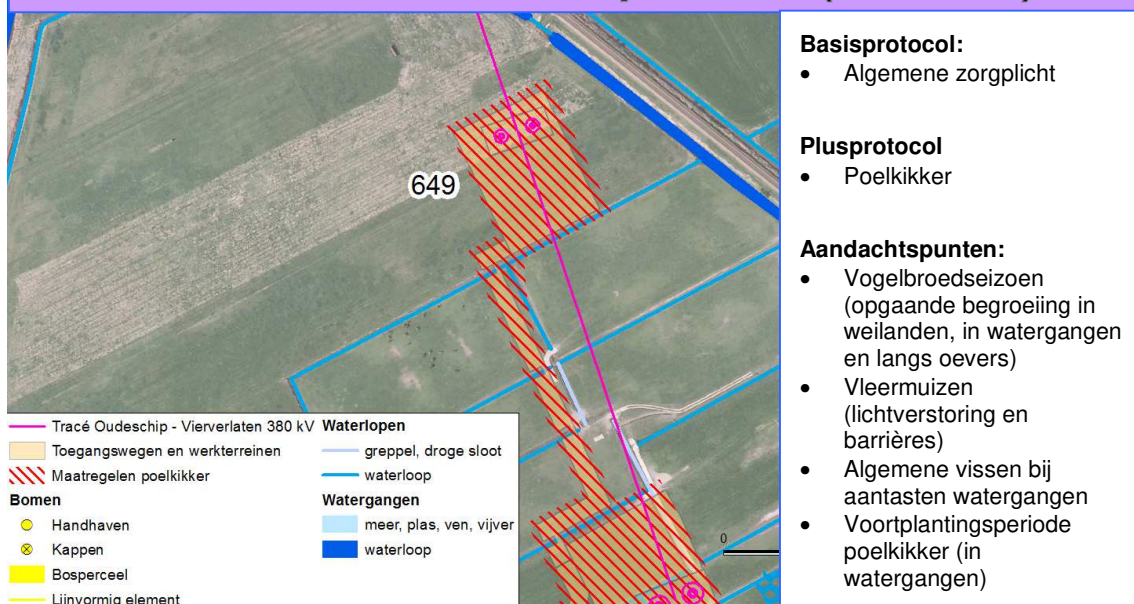 649
Tracé Oudeschip - Vierverlaten 380 kV
Toegangswegen en werkterreinen
Maatregelen poelkikker
Bomen
Handhaven
Kappen
Bosperceel
Lijnvormig element
Waterlopen
greppel, droge sloot
waterloop
Watergangen
meer, plas, ven, vijver
waterloop
0
Basisprotocol:
• Algemene zorgplicht
Plusprotocol
• Poelkikker
Aandachtspunten:
• Vogelbroedseizoen
(opgaande begroeiing in
weilanden, in watergangen
en langs oevers)
• Vleermuizen
(lichtverstoring en
barrières)
• Algemene vissen bij
aantasten watergangen
• Voortplantingsperiode
poelkikker (in
watergangen)